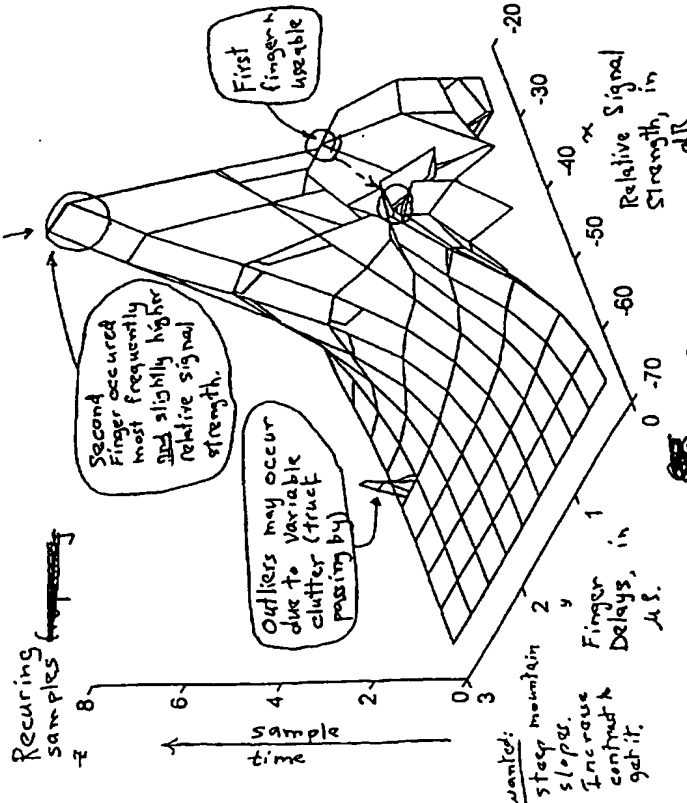 Recuring
samples
z
8
6
4
2
0
sample
time
Second
Finger occured
most frequently
and slightly higher
relative signal
strength.
First
finger
useable
Outliers may occur
due to Variable
clutter (truck
passing by)
wanted:
steep mountain
slopes.
Increase
contrast to
get it.
3
2
1
0
y
Finger
Delays, in
μs.
-70
-60
-50
-40
-30
-20
x
Relative Signal
Strength, in
dB